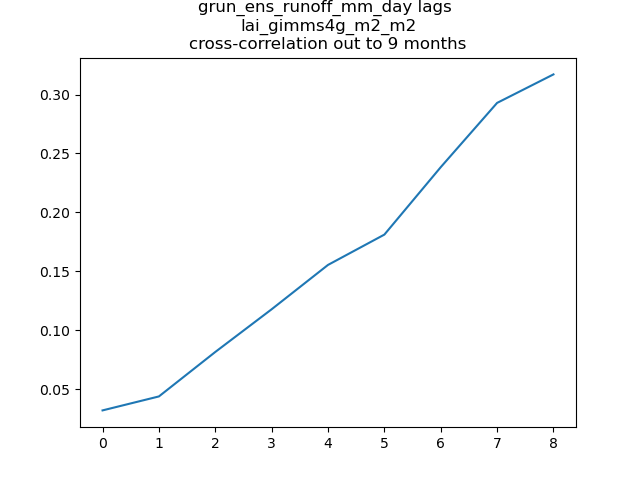 grun_ens_runoff_mm_day lags
lai_gimms4g_m2_m2
cross-correlation out to 9 months
0.30
0.25
0.20
0.15
0.10
0.05
0 1 2 3 4 5 6 7 8